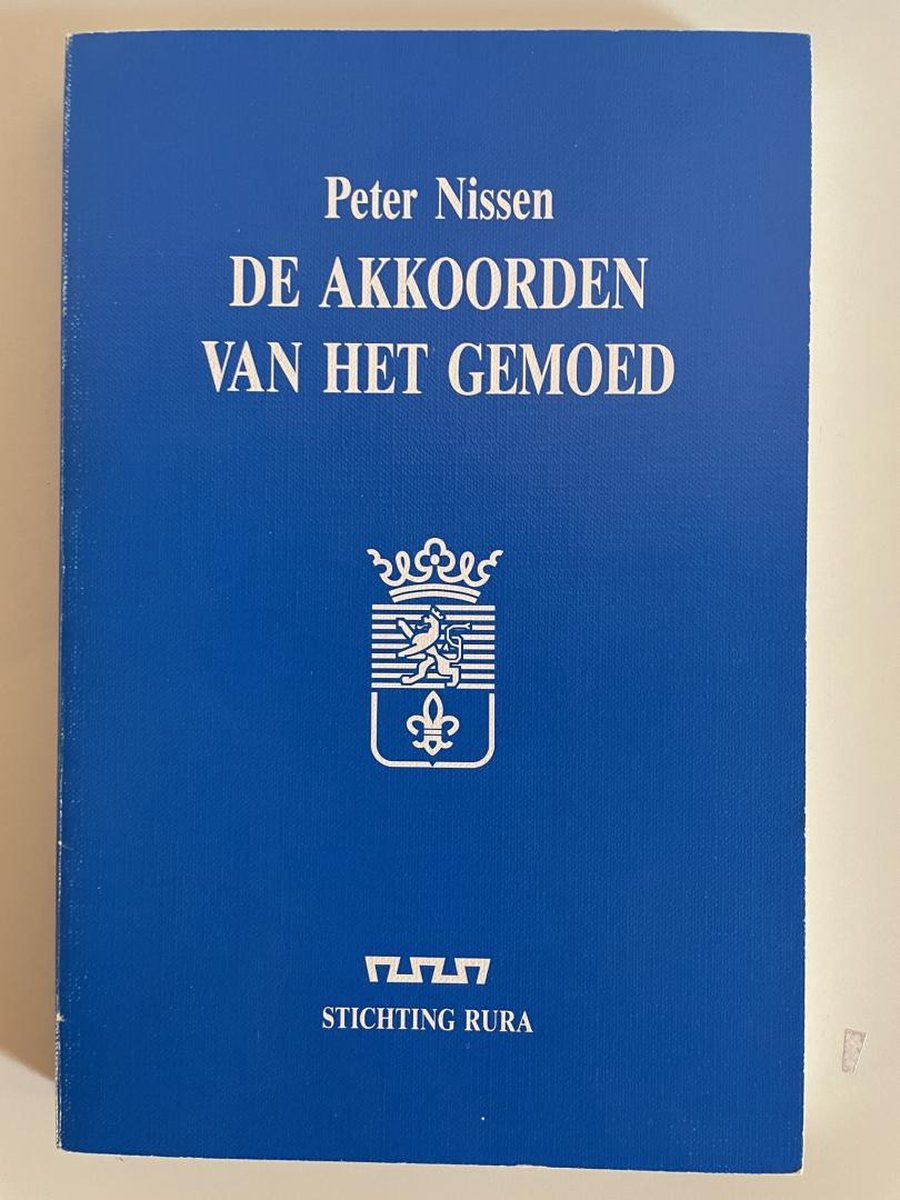 Peter Nissen
DE AKKOORDEN
VAN HET GEMOED
STICHTING RURA